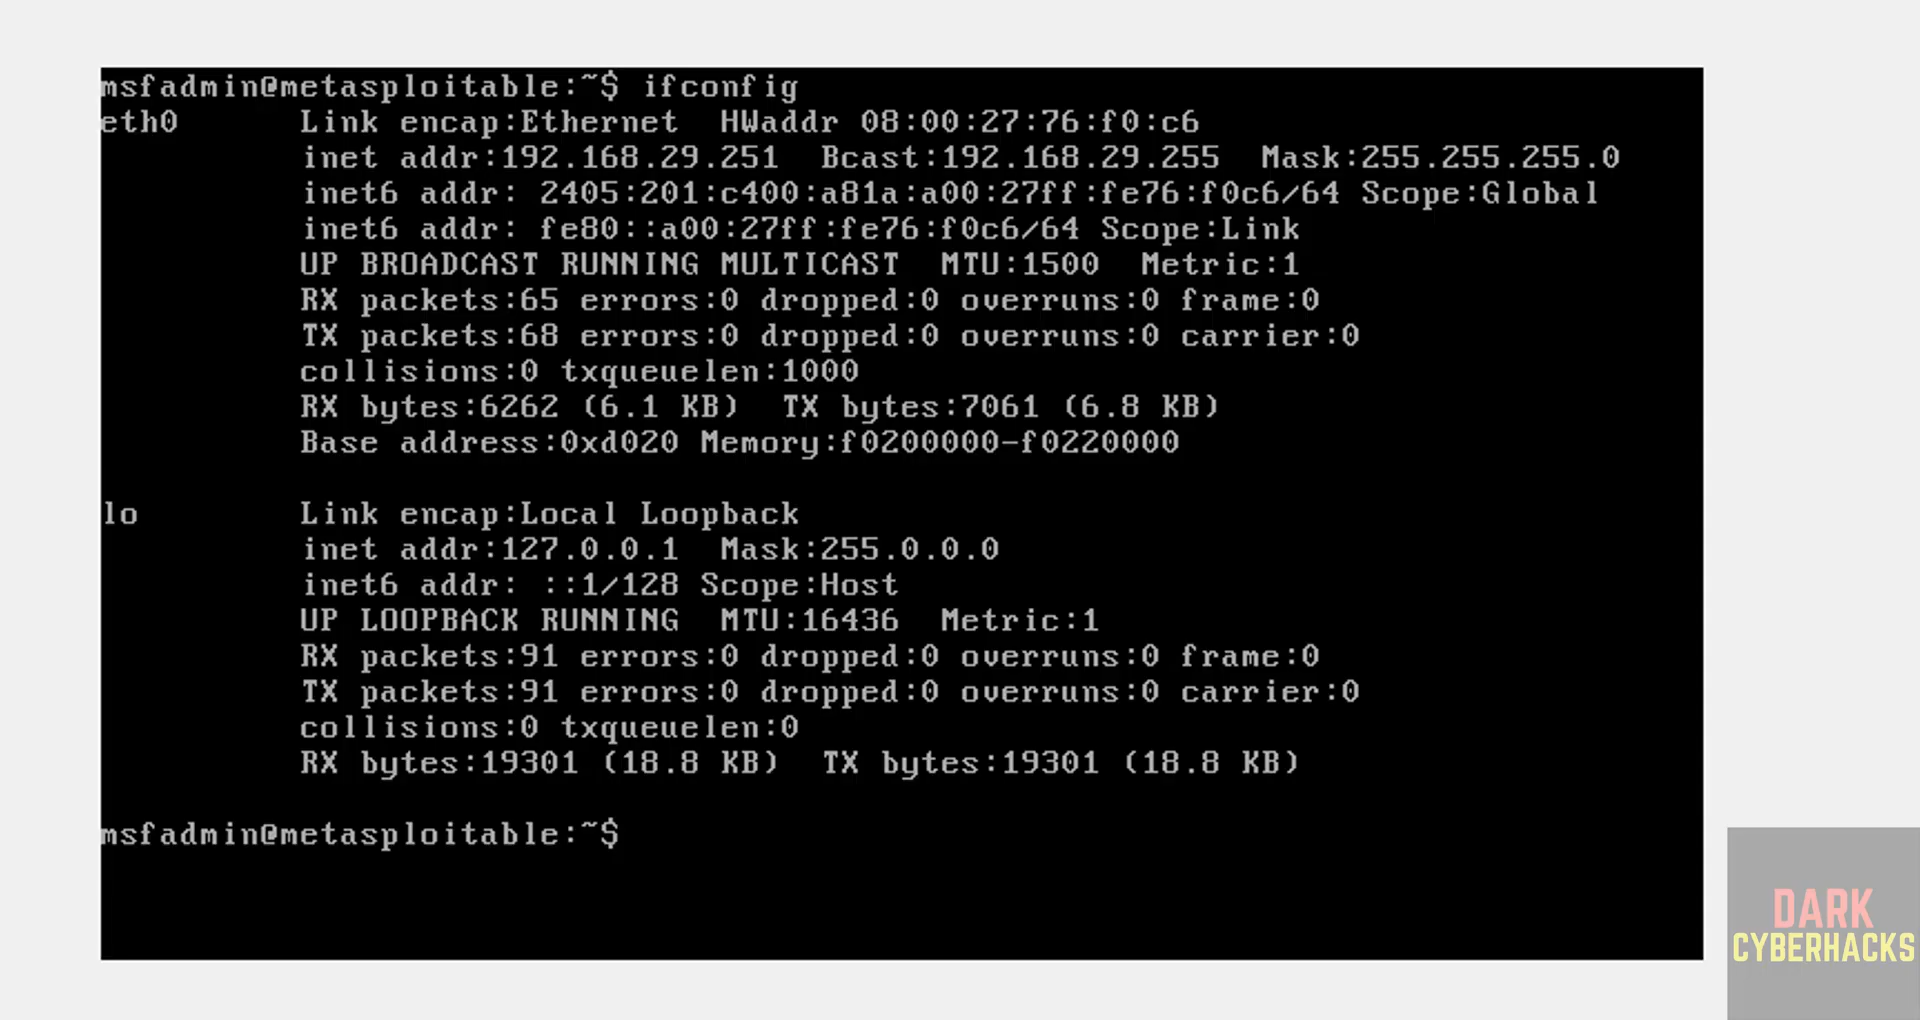 msfadmin@metasploitable:~$ ifconfig
eth0 Link encap:Ethernet HWaddr 08:00:27:76:f0:c6
inet addr:192.168.29.251 Bcast:192.168.29.255 Mask:255.255.255.0
inet6 addr: 2405:201:c400:a81a:a00:27ff:fe76:f0c6/64 Scope:Global
inet6 addr: fe80::a00:27ff:fe76:f0c6/64 Scope:Link
UP BROADCAST RUNNING MULTICAST MTU:1500 Metric:1
RX packets:65 errors:0 dropped:0 overruns:0 frame:0
TX packets:68 errors:0 dropped:0 overruns:0 carrier:0
collisions:0 txqueuelen:1000
RX bytes:6262 (6.1 KB) TX bytes:7061 (6.8 KB)
Base address:0xd020 Memory:f0200000-f0220000
lo Link encap:Local Loopback
inet addr:127.0.0.1 Mask:255.0.0.0
inet6 addr: ::1/128 Scope:Host
UP LOOPBACK RUNNING MTU:16436 Metric:1
RX packets:91 errors:0 dropped:0 overruns:0 frame:0
TX packets:91 errors:0 dropped:0 overruns:0 carrier:0
collisions:0 txqueuelen:0
RX bytes:19301 (18.8 KB) TX bytes:19301 (18.8 KB)
msfadmin@metasploitable:~$
DARK
CYBERHACKS